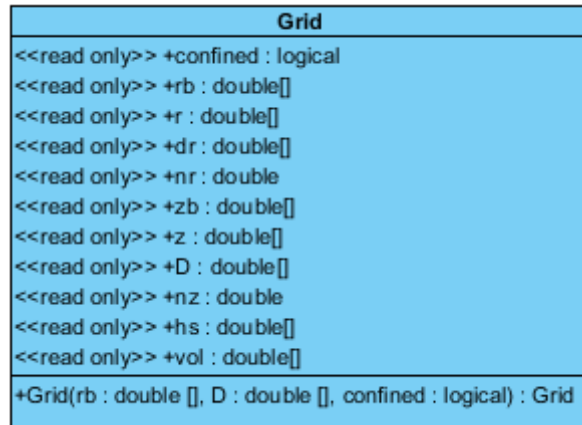 Grid
<<read only>> +confined : logical
<<read only>> +rb : double[]
<<read only>> +r : double[]
<<read only>> +dr : double[]
<<read only>> +nr : double
<<read only>> +zb : double[]
<<read only>> +z : double[]
<<read only>> +D : double[]
<<read only>> +nz : double
<<read only>> +hs : double[]
<<read only>> +vol : double[]
+Grid(rb : double [], D : double [], confined : logical) : Grid